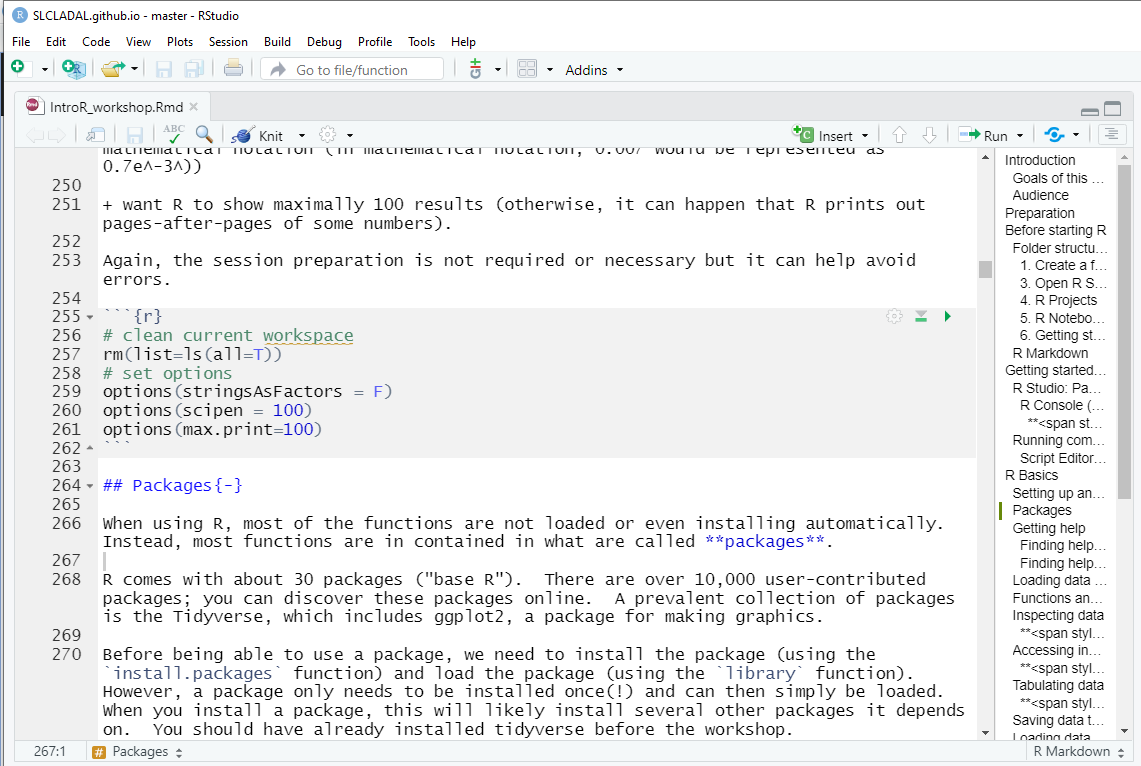 SLCLADAL.github.io - master - RStudio
File Edit Code View Plots Session Build Debug Profile Tools Help
Go to file/function Addins
IntroR_workshop.Rmd
ABC Knit Insert Run
mathematical notation (in mathematical notation, 0.007 would be represented as
0.7e^-3^))
250
251 + want R to show maximally 100 results (otherwise, it can happen that R prints out
pages-after-pages of some numbers).
252
253 Again, the session preparation is not required or necessary but it can help avoid
errors.
254
255 ```{r}
256 # clean current workspace
257 rm(list=ls(all=T))
258 # set options
259 options(stringsAsFactors = F)
260 options(scipen = 100)
261 options(max.print=100)
262 ```
263
264 ## Packages{-}
265
266 When using R, most of the functions are not loaded or even installing automatically.
Instead, most functions are in contained in what are called **packages**.
267
268 R comes with about 30 packages ("base R").  There are over 10,000 user-contributed
packages; you can discover these packages online.  A prevalent collection of packages
is the Tidyverse, which includes ggplot2, a package for making graphics.
269
270 Before being able to use a package, we need to install the package (using the
`install.packages` function) and load the package (using the `library` function).
However, a package only needs to be installed once(!) and can then simply be loaded.
When you install a package, this will likely install several other packages it depends
on.  You should have already installed tidyverse before the workshop.
Introduction
Goals of this ...
Audience
Preparation
Before starting R
Folder structu...
1. Create a f...
3. Open R S...
4. R Projects
5. R Notebo...
6. Getting st...
R Markdown
Getting started...
R Studio: Pa...
R Console (...
**<span st...
Running com...
Script Editor...
R Basics
Setting up an...
Packages
Getting help
Finding help...
Finding help...
Loading data ...
Functions an...
Inspecting data
**<span styl...
Accessing in...
**<span styl...
Tabulating data
**<span styl...
Saving data t...
Loading data
267:1 # Packages R Markdown